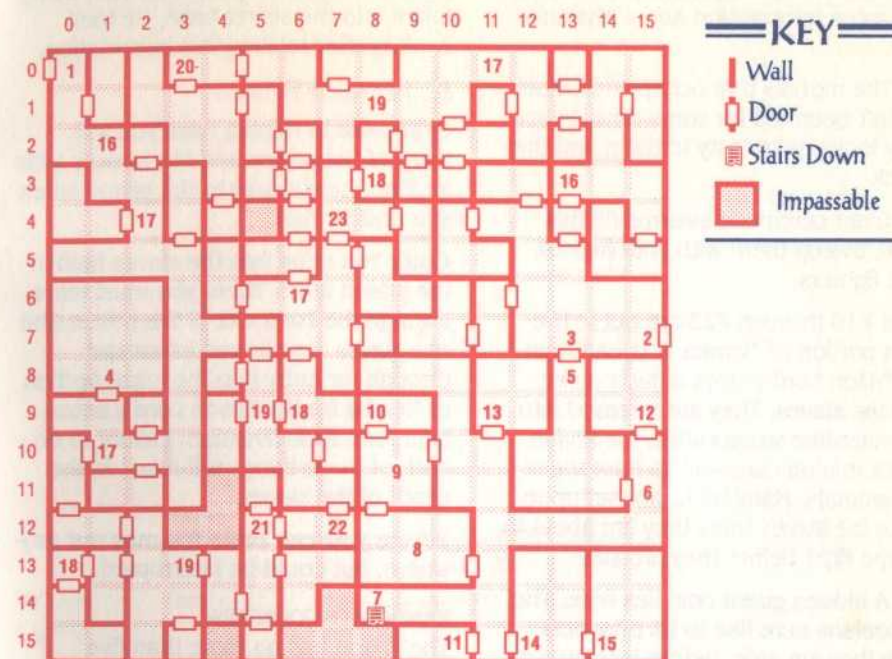 0 1 2 3 4 5 6 7 8 9 10 11 12 13 14 15
0 1 20 17
1 19
2 16
3 18 16
4 17 23
5
6 17
7 3 2
8 4 5
9 19 18 10 13 12
10 17 9
11 6
12 21 22
13 18 19 8
14 7
15 11 14 15
KEY
Wall
Door
Stairs Down
Impassable